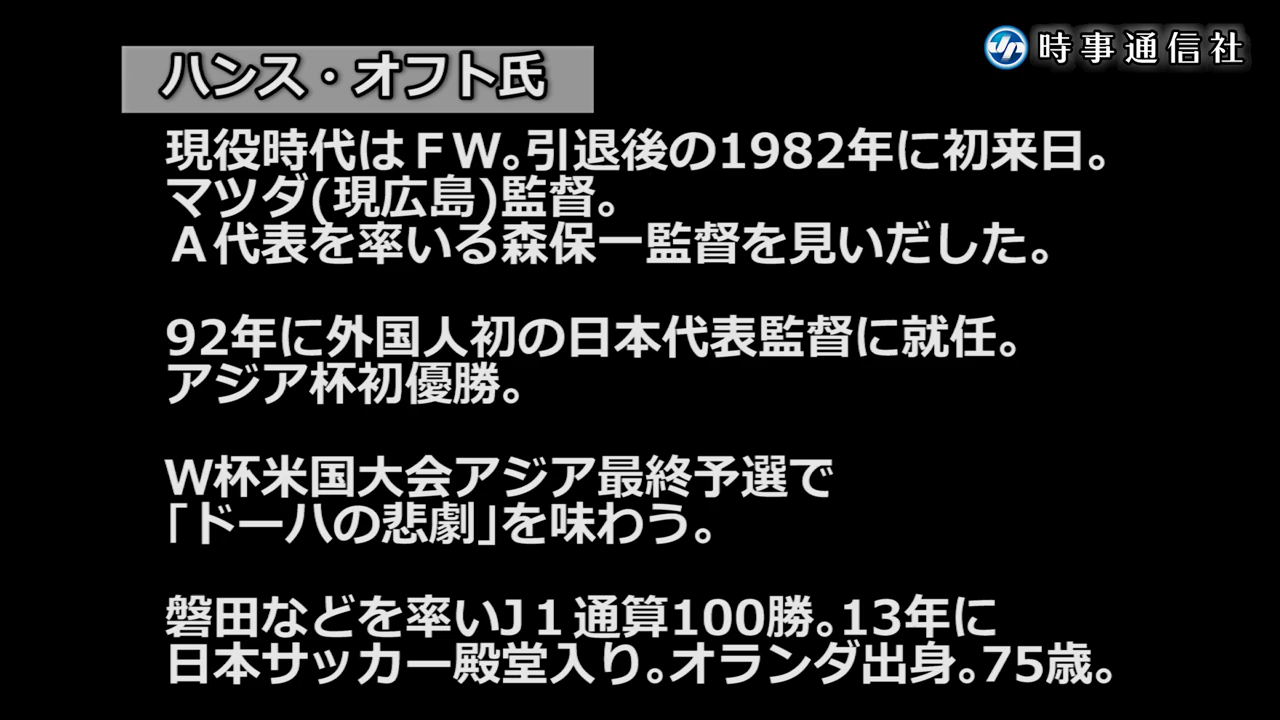 時事通信社
ハンス・オフト氏
現役時代はＦＷ。引退後の1982年に初来日。
マツダ(現広島)監督。
Ａ代表を率いる森保一監督を見いだした。
92年に外国人初の日本代表監督に就任。
アジア杯初優勝。
W杯米国大会アジア最終予選で
「ドーハの悲劇」を味わう。
磐田などを率いJ１通算100勝。13年に
日本サッカー殿堂入り。オランダ出身。75歳。